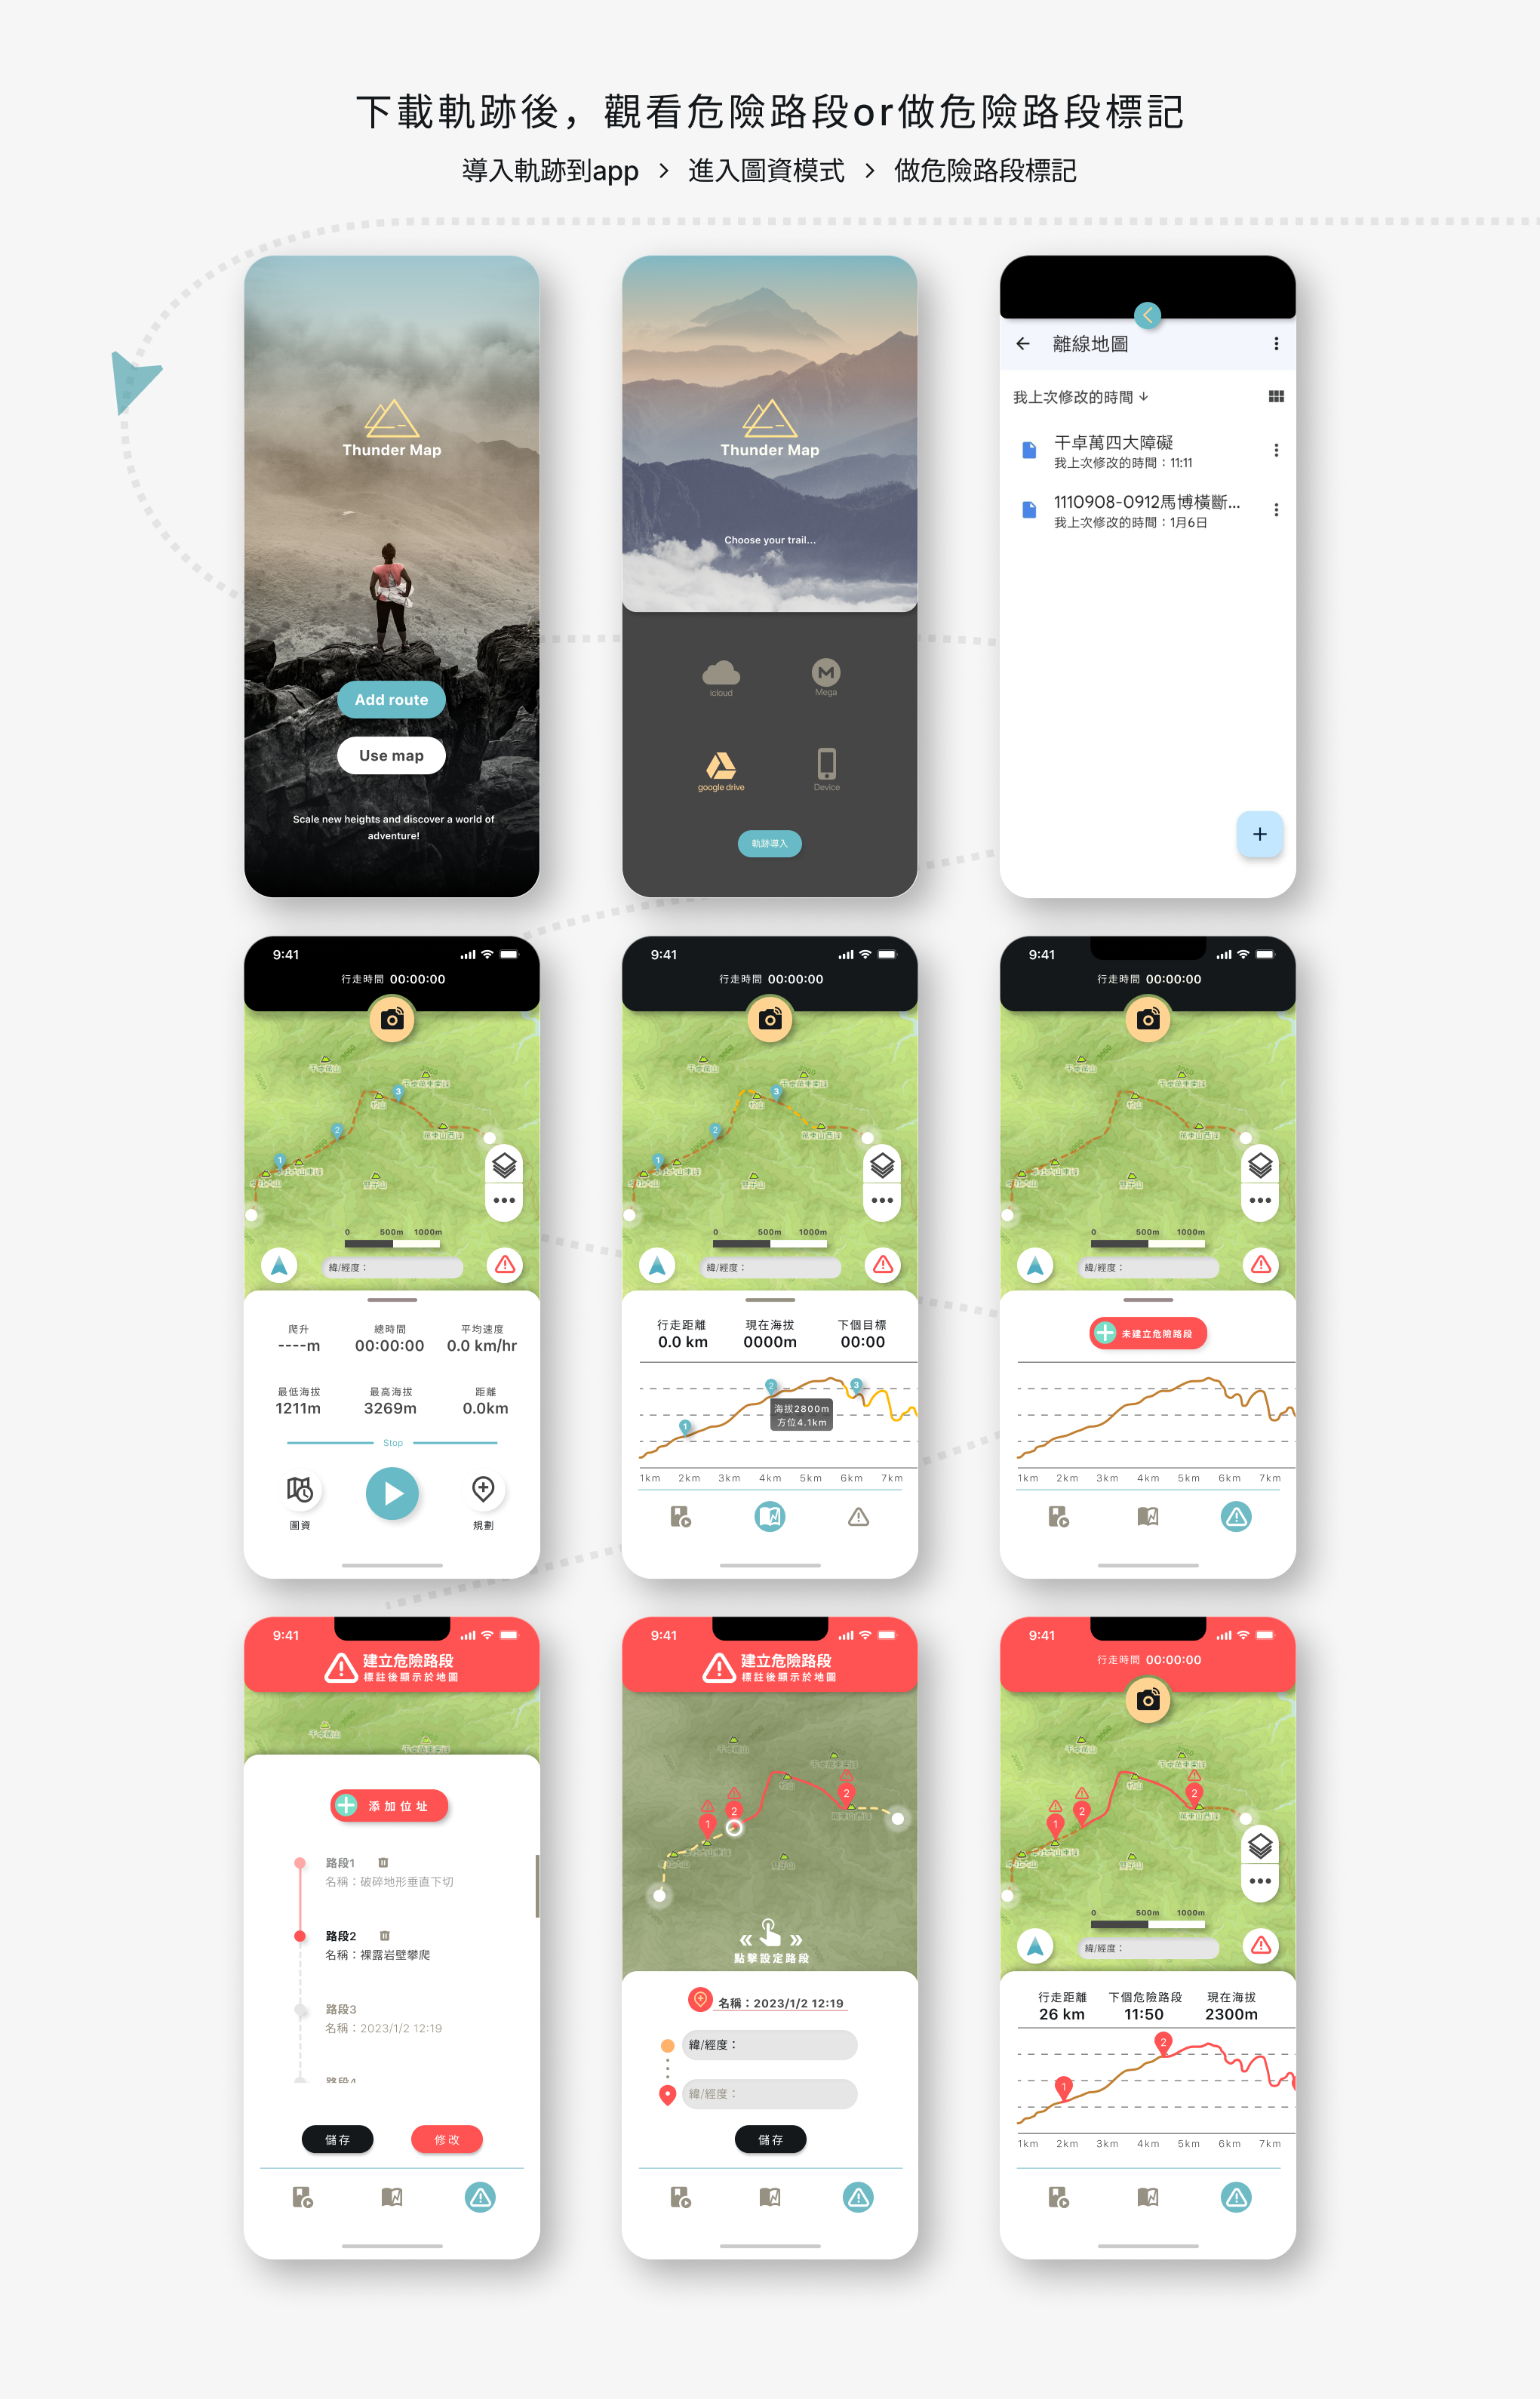 下載軌跡後，觀看危險路段or做危險路段標記
導入軌跡到app > 進入圖資模式 > 做危險路段標記
Thunder Map
Add route
Use map
Scale new heights and discover a world of
adventure!
Thunder Map
Choose your trail...
icloud
Mega
google drive
Device
軌跡導入
離線地圖
我上次修改的時間
干卓萬四大障礙
我上次修改的時間：11:11
1110908-0912馬博橫斷...
我上次修改的時間：1月6日
9:41
行走時間 00:00:00
3
2
1
0 500m 1000m
緯/經度：
爬升 總時間 平均速度
----m 00:00:00 0.0 km/hr
最低海拔 最高海拔 距離
1211m 3269m 0.0km
Stop
圖資 規劃
9:41
行走時間 00:00:00
3
2
1
0 500m 1000m
緯/經度：
行走距離 現在海拔 下個目標
0.0 km 0000m 00:00
2 3
海拔2800m
方位4.1km
1
1km 2km 3km 4km 5km 6km 7km
9:41
行走時間 00:00:00
0 500m 1000m
緯/經度：
未建立危險路段
1km 2km 3km 4km 5km 6km 7km
9:41
建立危險路段
標註後顯示於地圖
添加位址
路段1
名稱：破碎地形垂直下切
路段2
名稱：裸露岩壁攀爬
路段3
名稱：2023/1/2 12:19
路段4
儲存 修改
9:41
建立危險路段
標註後顯示於地圖
2
2
1
點擊設定路段
名稱：2023/1/2 12:19
緯/經度：
緯/經度：
儲存
9:41
行走時間 00:00:00
2
2
1
0 500m 1000m
緯/經度：
行走距離 下個危險路段 現在海拔
26 km 11:50 2300m
2
1
1km 2km 3km 4km 5km 6km 7km